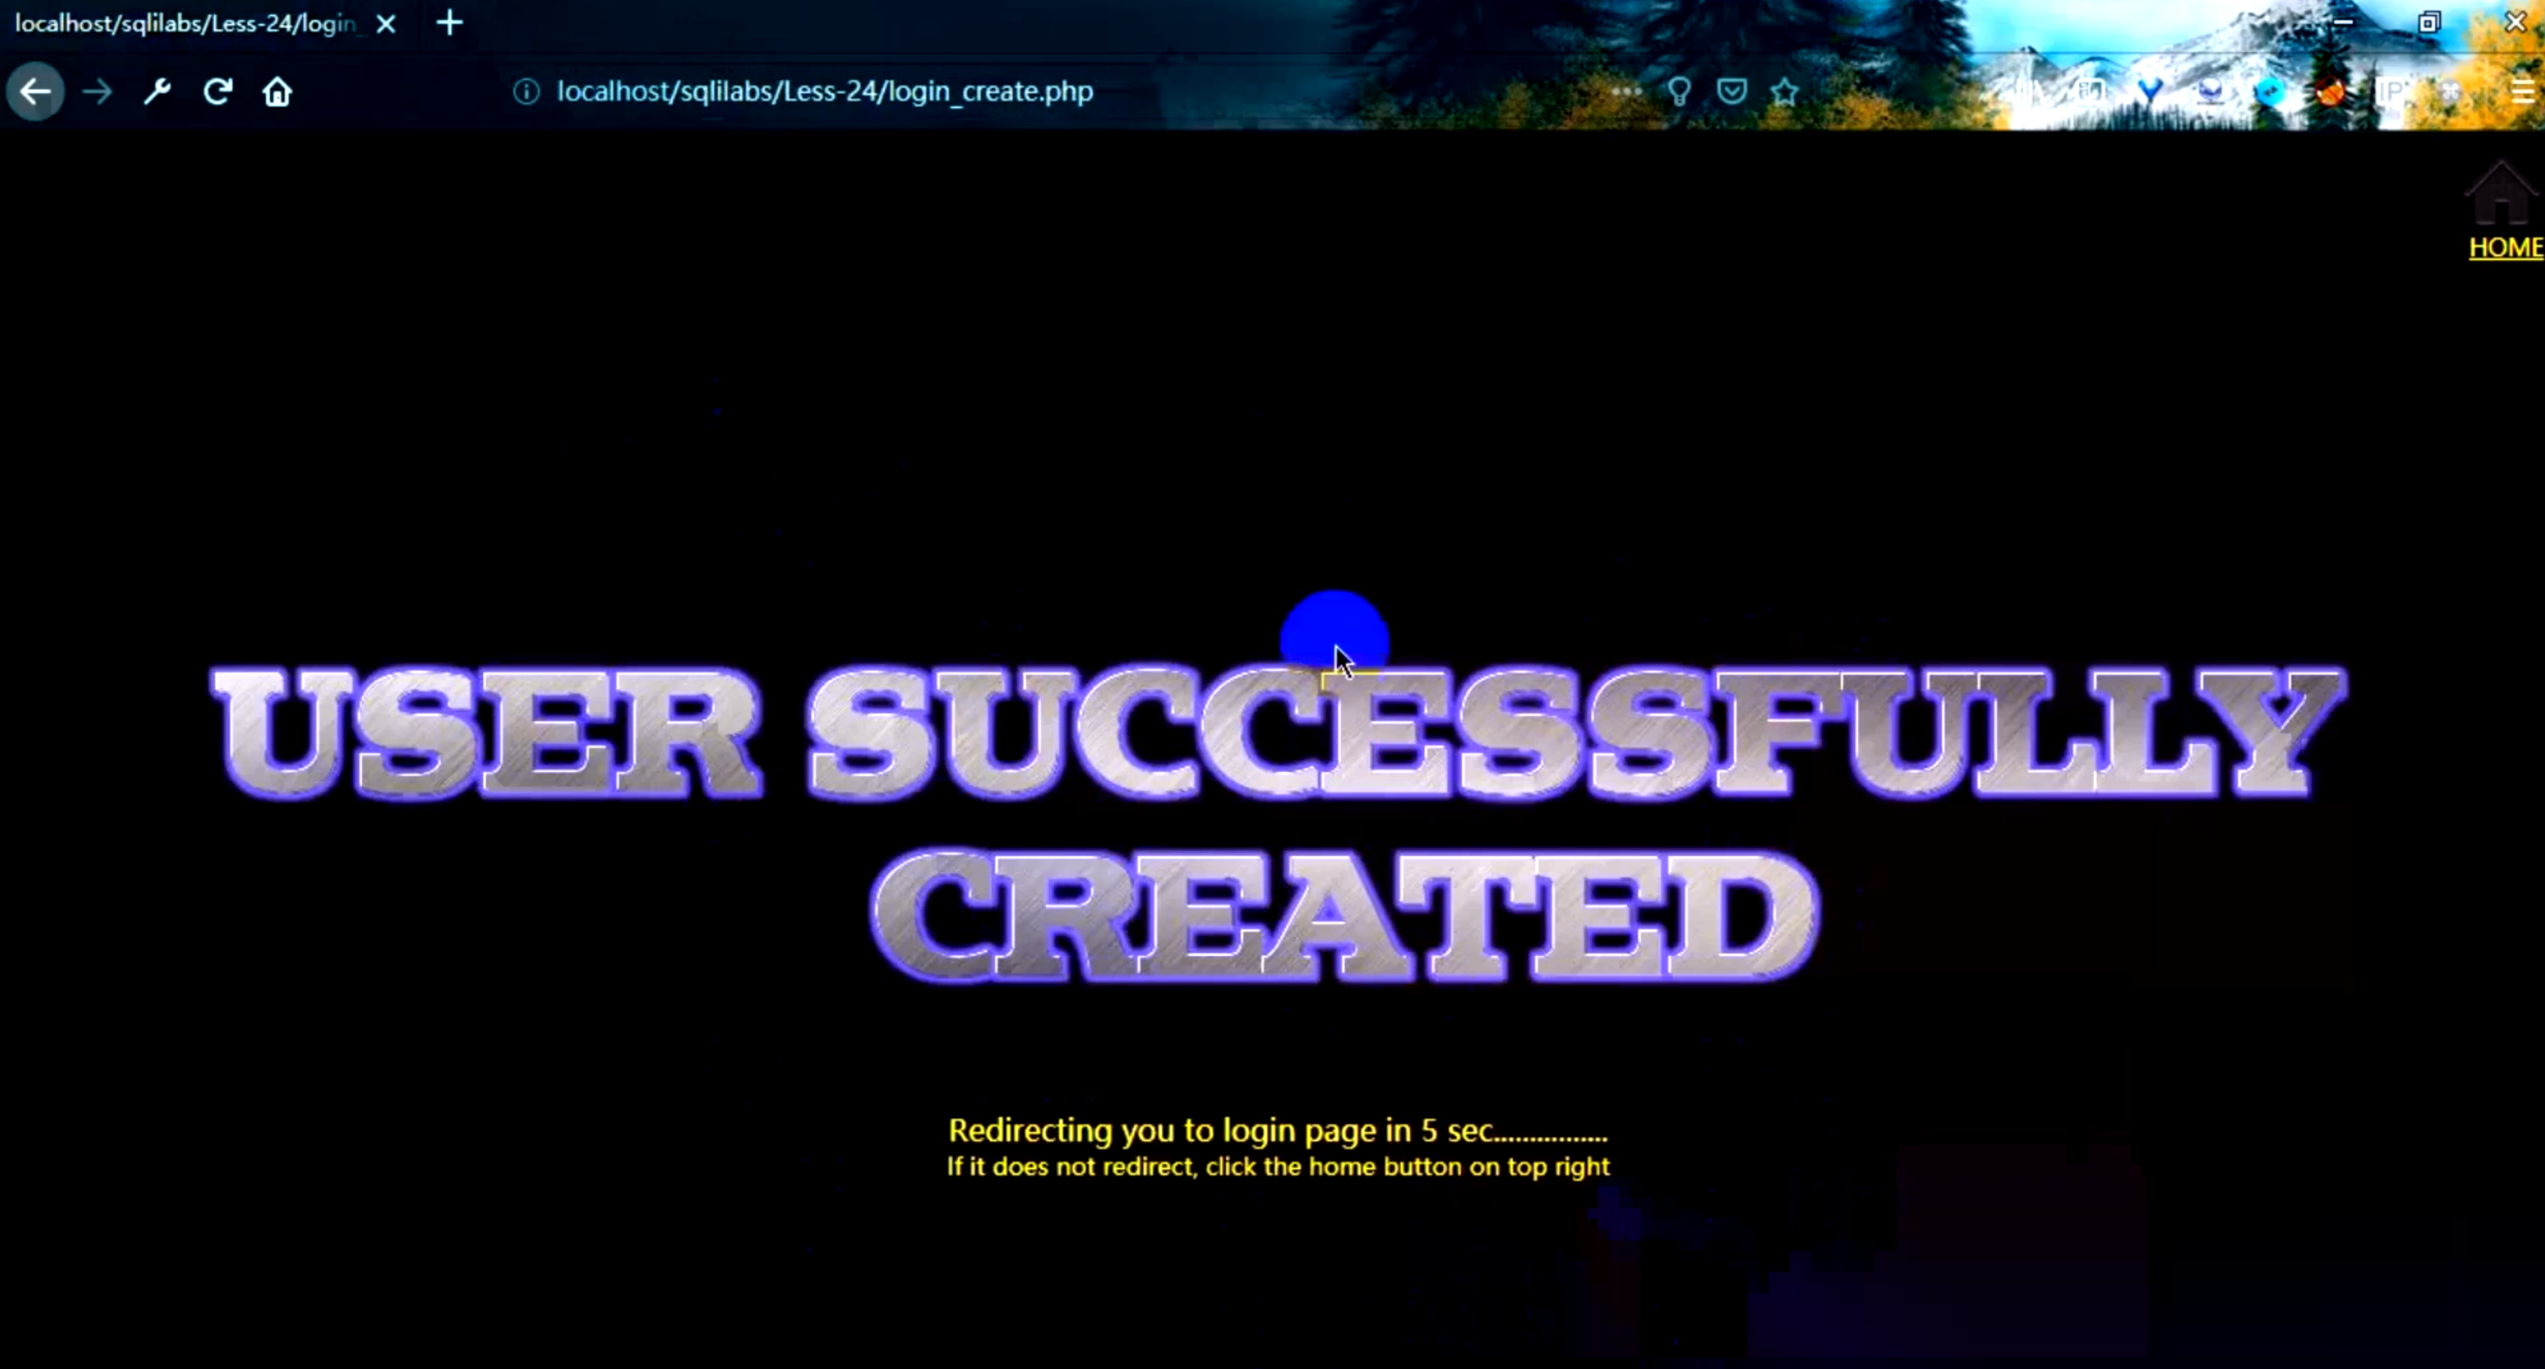 localhost/sqlilabs/Less-24/login_
localhost/sqlilabs/Less-24/login_create.php
HOME
USER SUCCESSFULLY
CREATED
Redirecting you to login page in 5 sec................
If it does not redirect, click the home button on top right